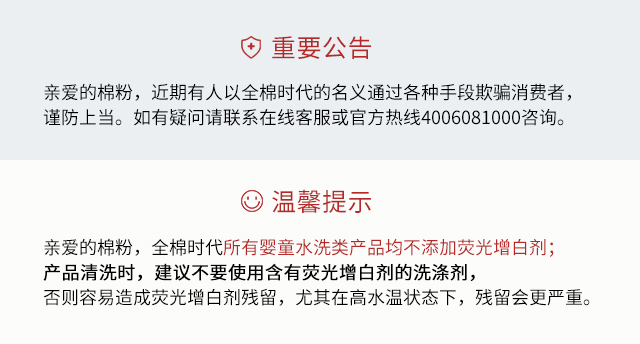 重要公告
亲爱的棉粉，近期有人以全棉时代的名义通过各种手段欺骗消费者，
谨防上当。如有疑问请联系在线客服或官方热线4006081000咨询。
温馨提示
亲爱的棉粉，全棉时代所有婴童水洗类产品均不添加荧光增白剂；
产品清洗时，建议不要使用含有荧光增白剂的洗涤剂，
否则容易造成荧光增白剂残留，尤其在高水温状态下，残留会更严重。